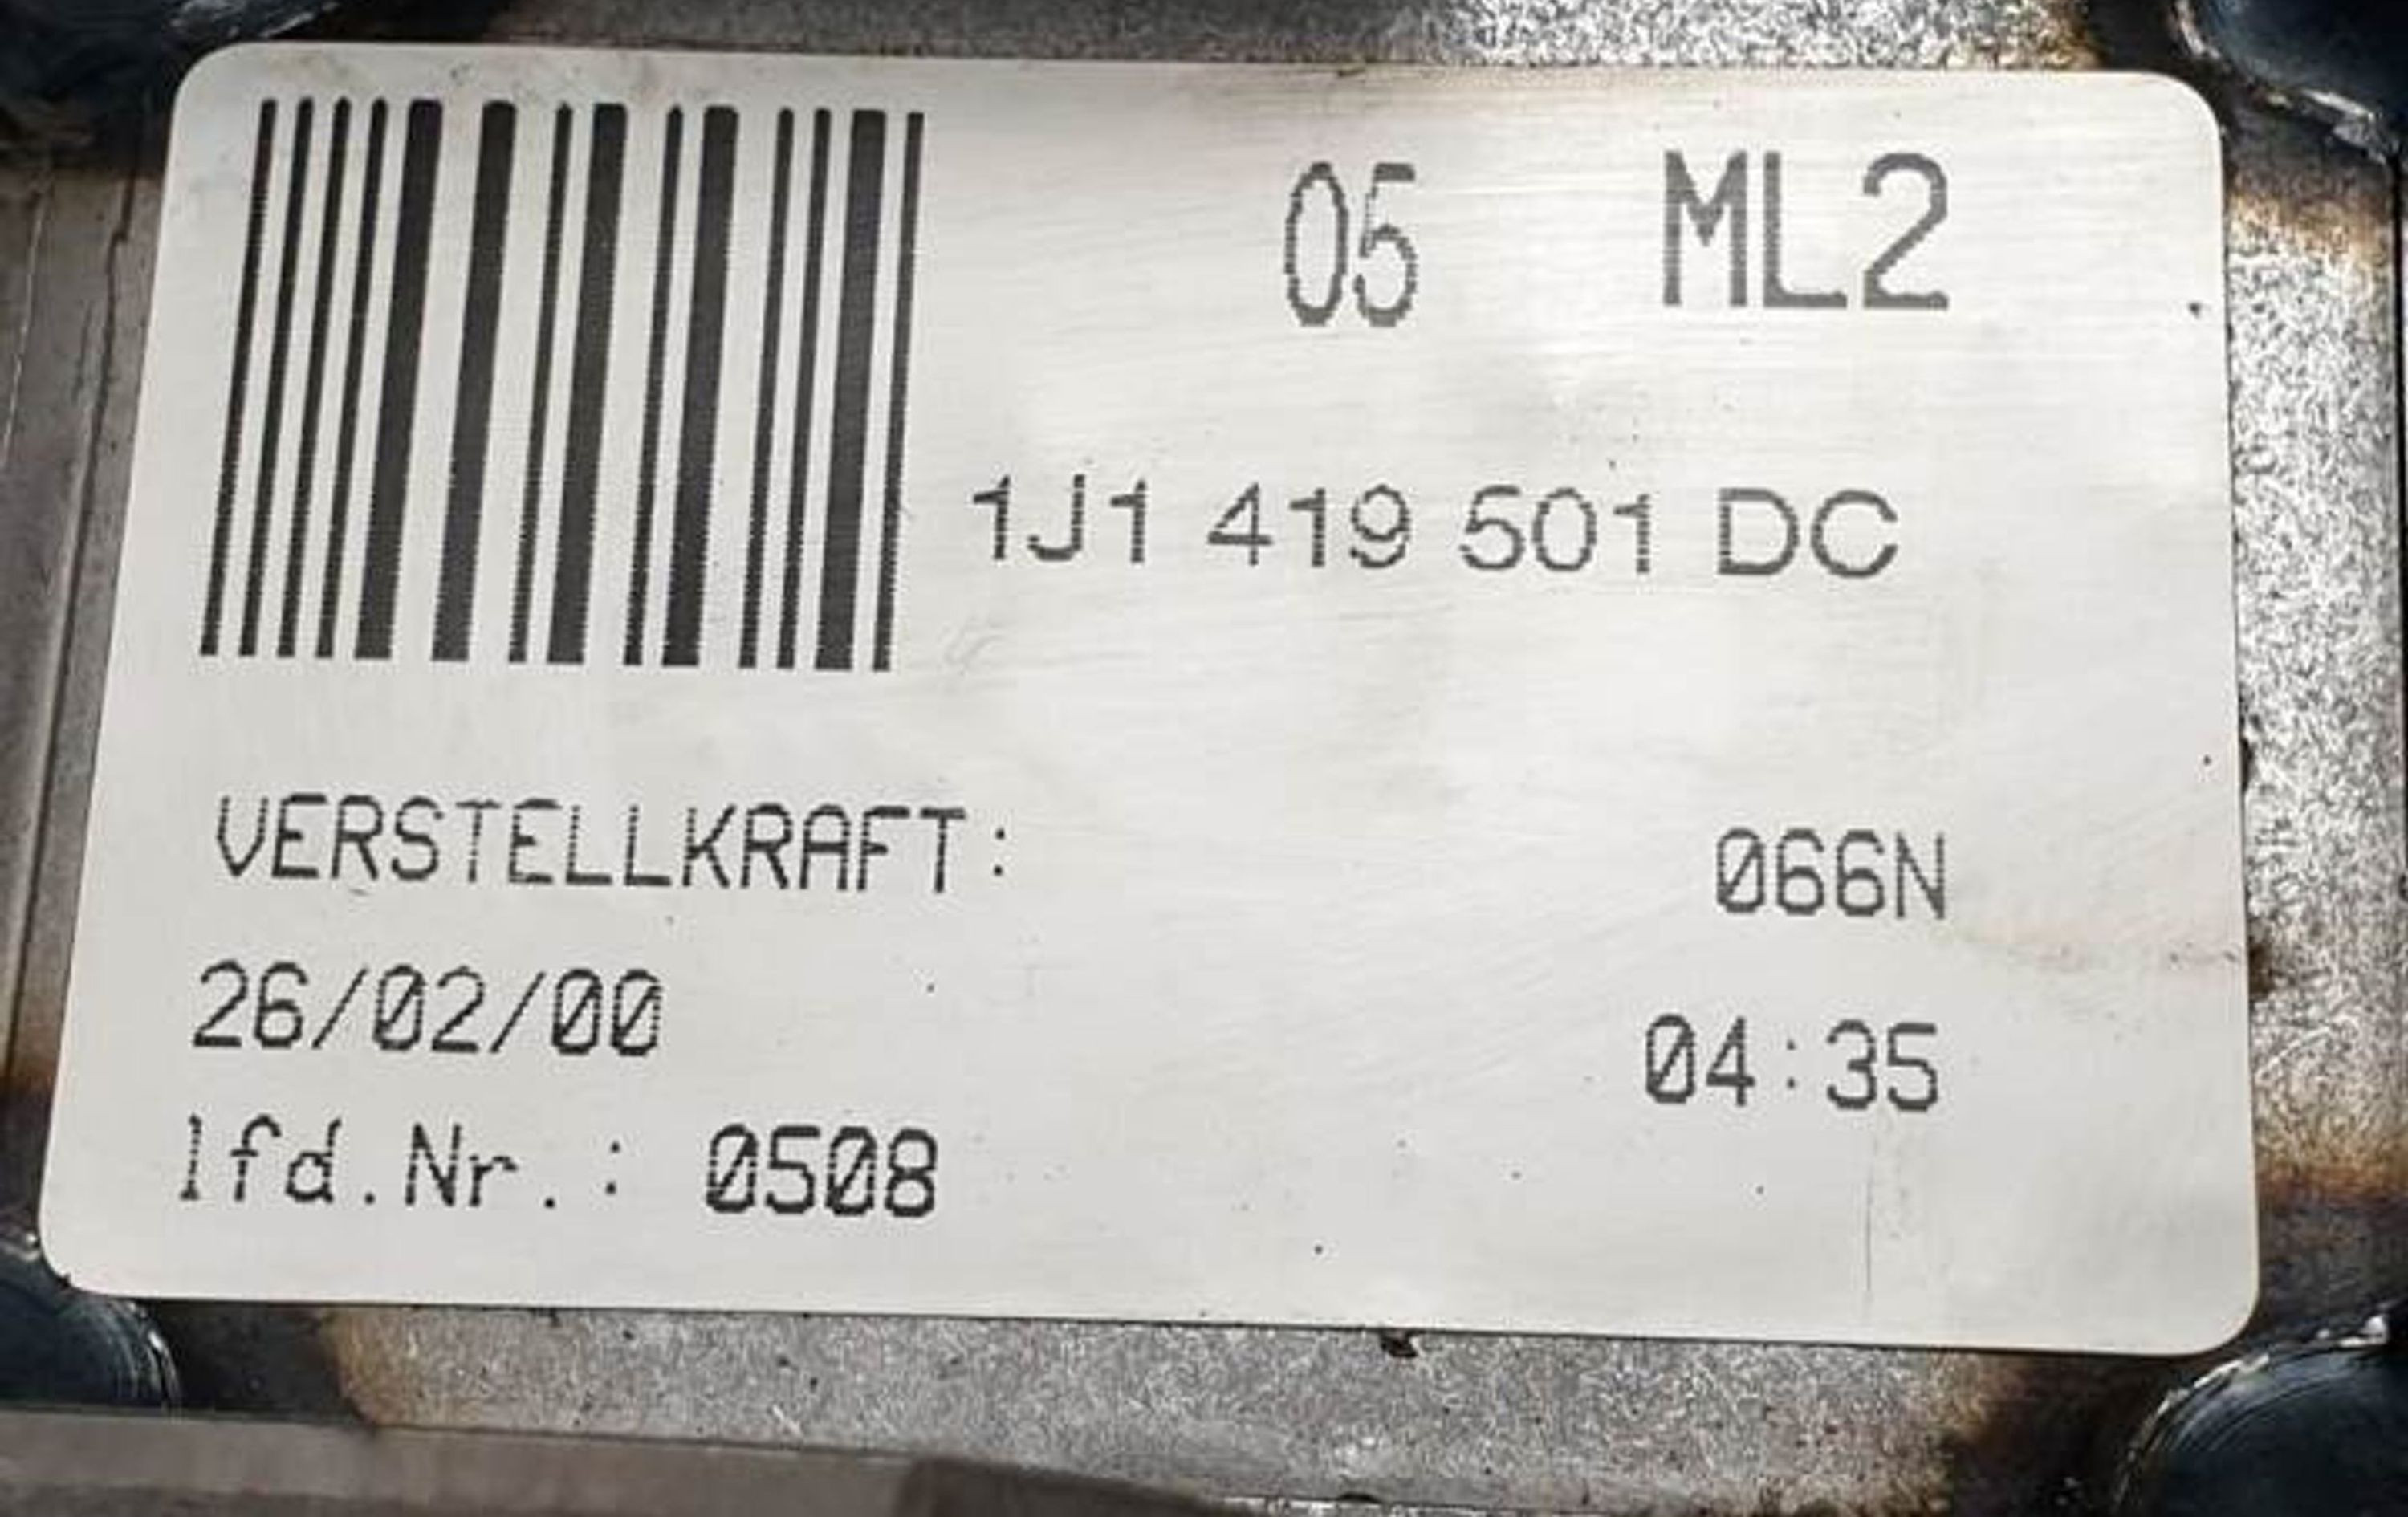 05 ML2
1J1 419 501 DC
VERSTELLKRAFT: 066N
26/02/00 04:35
lfd.Nr.: 0508